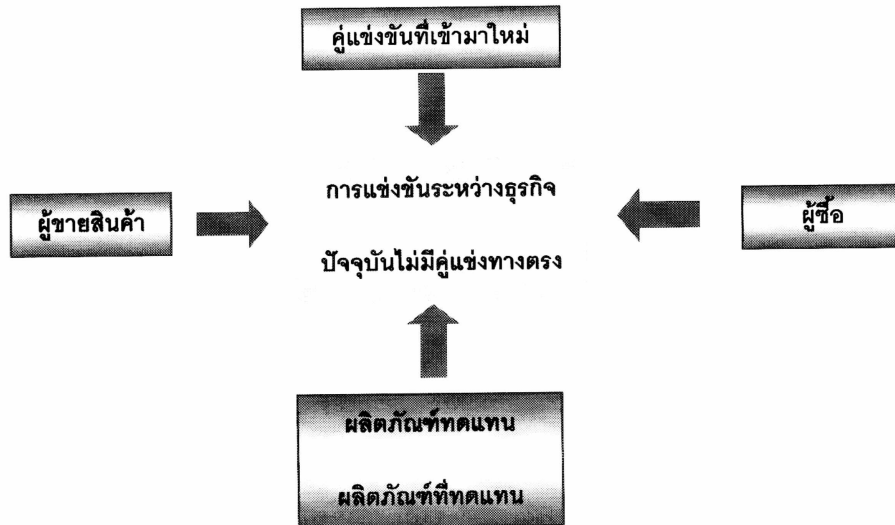 คู่แข่งขันที่เข้ามาใหม่
การแข่งขันระหว่างธุรกิจ
ผู้ขายสินค้า
ผู้ซื้อ
ปัจจุบันไม่มีคู่แข่งทางตรง
ผลิตภัณฑ์ทดแทน
ผลิตภัณฑ์ที่ทดแทน